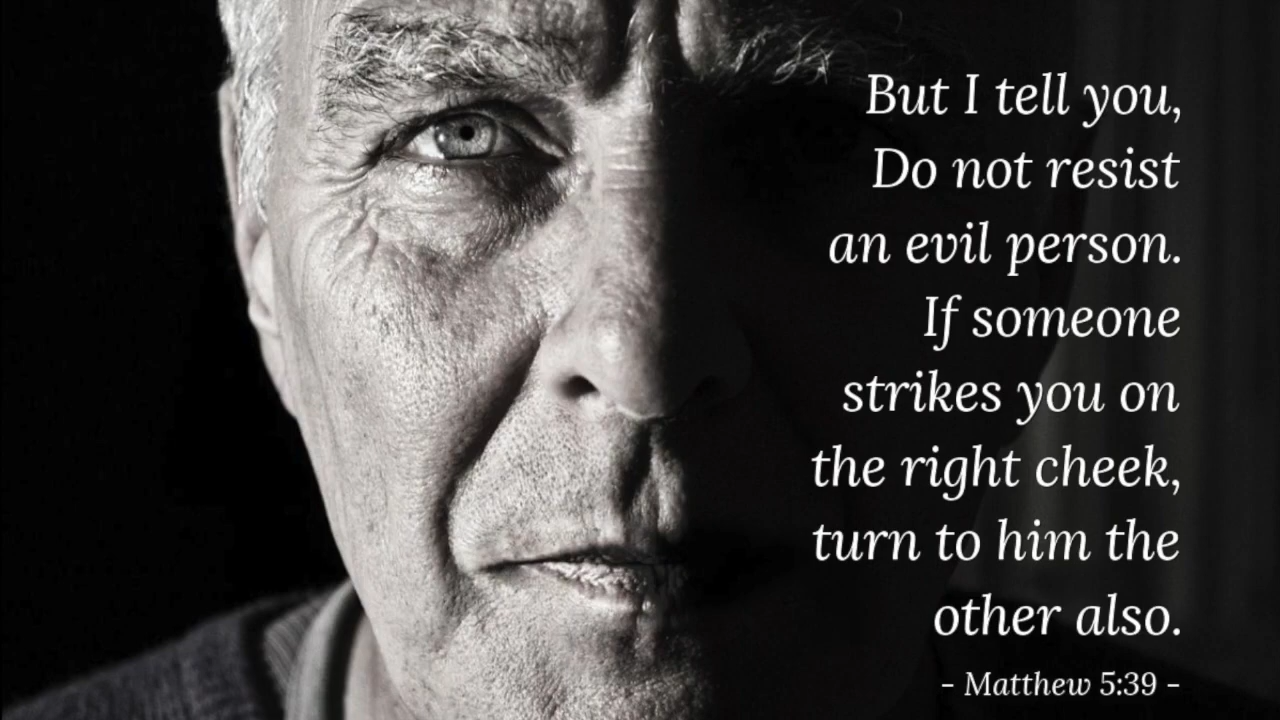 But I tell you,
Do not resist
an evil person.
If someone
strikes you on
the right cheek,
turn to him the
other also.
- Matthew 5:39 -